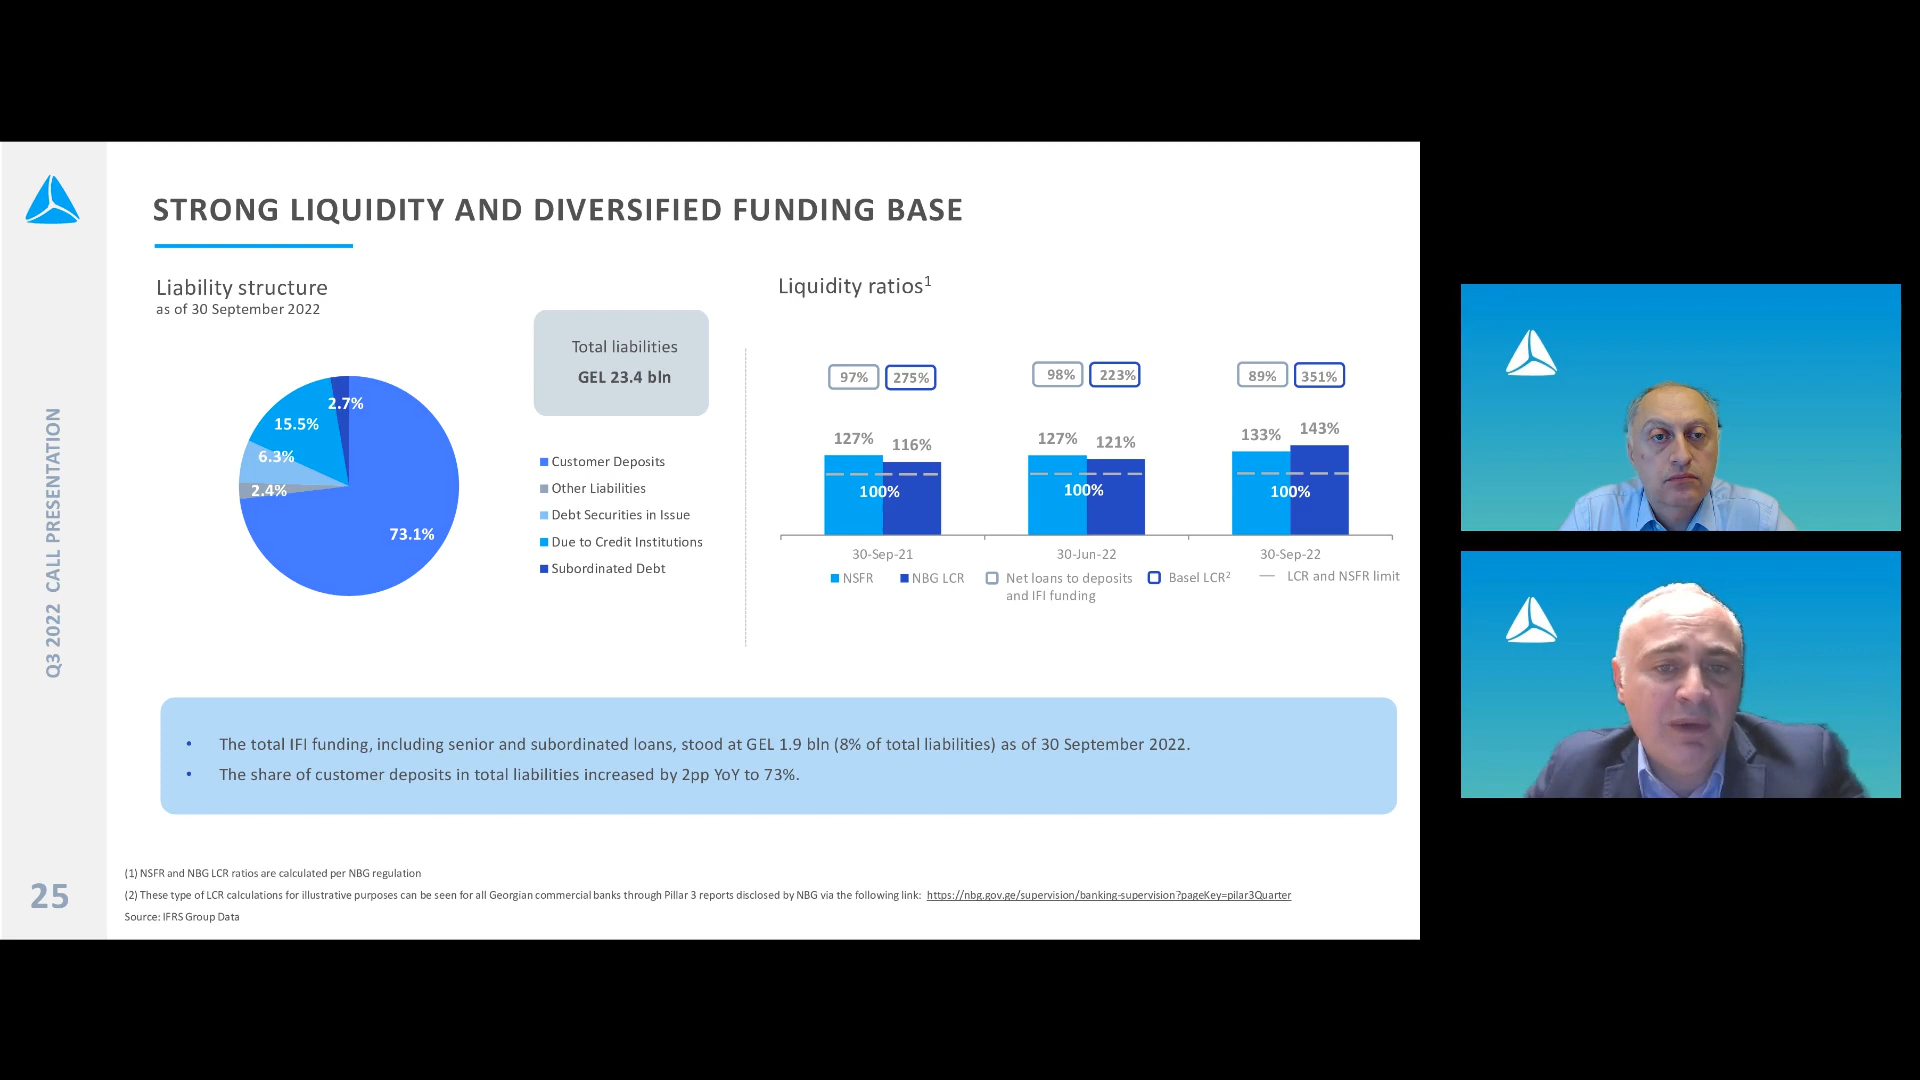 STRONG LIQUIDITY AND DIVERSIFIED FUNDING BASE
Liability structure
as of 30 September 2022
Total liabilities
GEL 23.4 bln
2.7%
15.5%
6.3%
2.4%
73.1%
Customer Deposits
Other Liabilities
Debt Securities in Issue
Due to Credit Institutions
Subordinated Debt
Liquidity ratios1
97% 275% 98% 223% 89% 351%
127% 116% 127% 121% 133% 143%
100% 100% 100%
30-Sep-21 30-Jun-22 30-Sep-22
NSFR NBG LCR Net loans to deposits Basel LCR2 LCR and NSFR limit
and IFI funding
• The total IFI funding, including senior and subordinated loans, stood at GEL 1.9 bln (8% of total liabilities) as of 30 September 2022.
• The share of customer deposits in total liabilities increased by 2pp YoY to 73%.
(1) NSFR and NBG LCR ratios are calculated per NBG regulation
(2) These type of LCR calculations for illustrative purposes can be seen for all Georgian commercial banks through Pillar 3 reports disclosed by NBG via the following link: https://nbg.gov.ge/supervision/banking-supervision?pageKey=pilar3Quarter
Source: IFRS Group Data
Q3 2022 CALL PRESENTATION
25